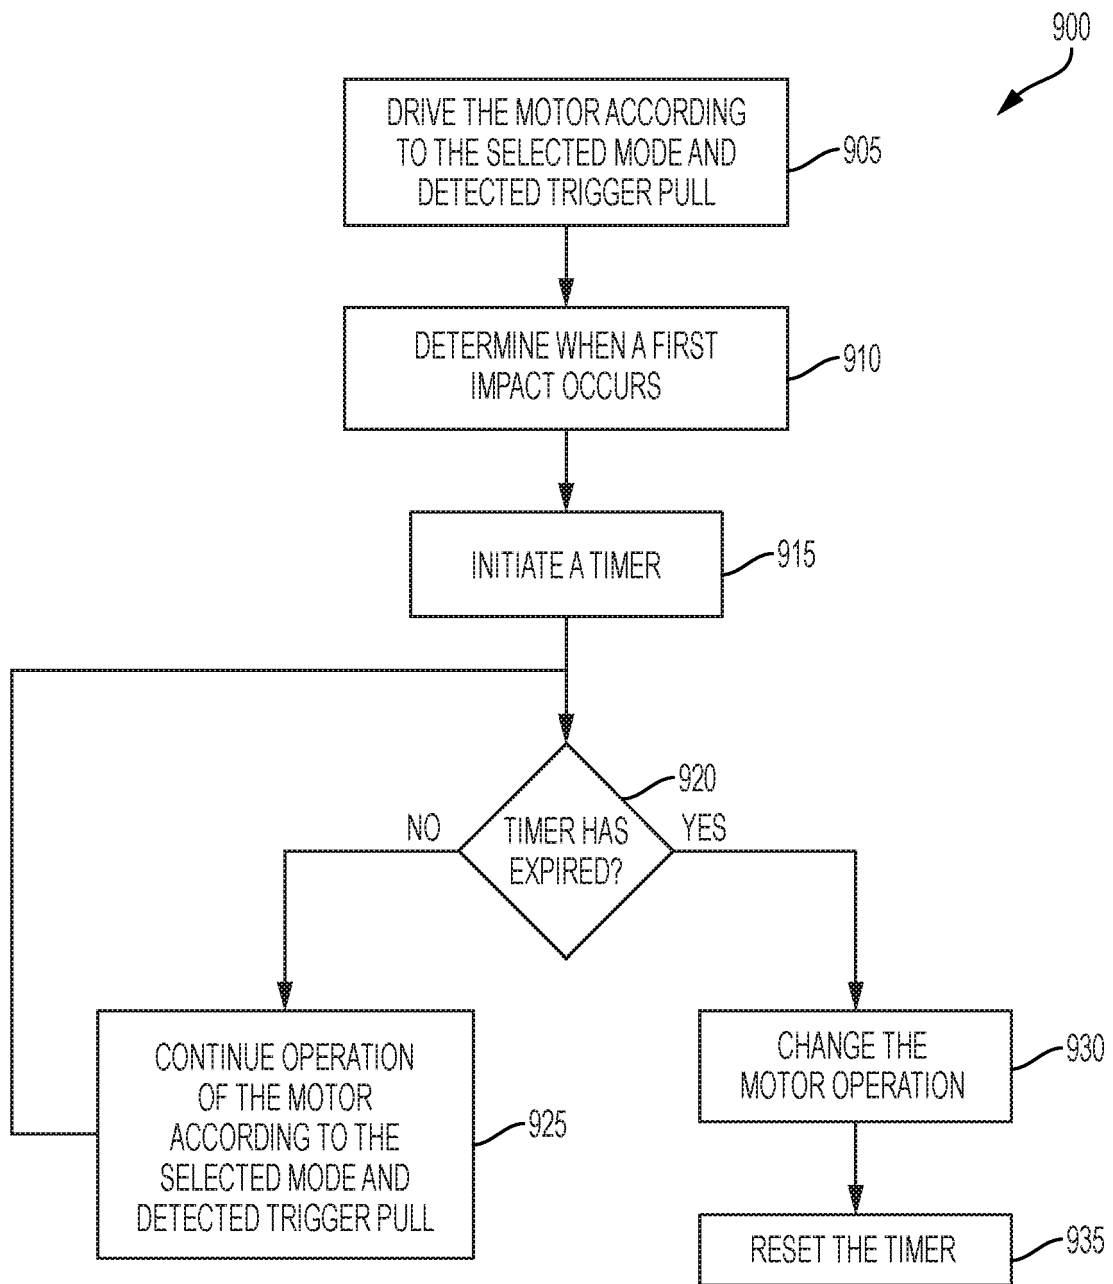 900
DRIVE THE MOTOR ACCORDING
TO THE SELECTED MODE AND
DETECTED TRIGGER PULL
905
DETERMINE WHEN A FIRST
IMPACT OCCURS
910
INITIATE A TIMER
915
920
NO
TIMER HAS
EXPIRED?
YES
CONTINUE OPERATION
OF THE MOTOR
ACCORDING TO THE
SELECTED MODE AND
DETECTED TRIGGER PULL
925
CHANGE THE
MOTOR OPERATION
930
RESET THE TIMER
935